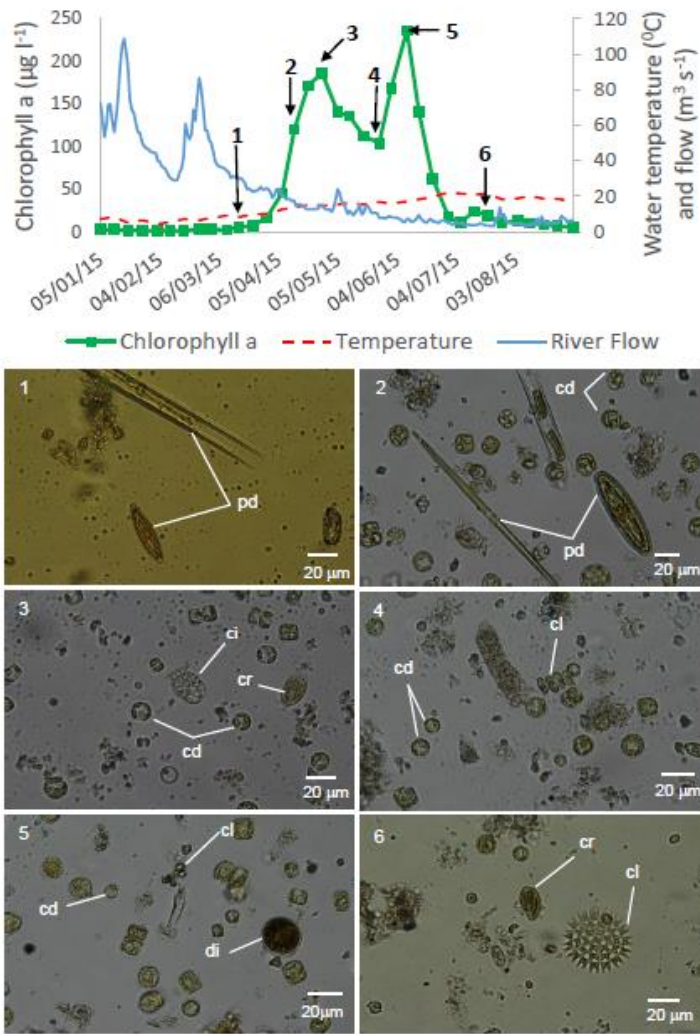 Chlorophyll a (µg l-1)
250
200
150
100
50
0
1
2
3
4
5
6
120
100
80
60
40
20
0
Water temperature (⁰C)
and flow (m³ s-1)
05/01/15
04/02/15
06/03/15
05/04/15
05/05/15
04/06/15
04/07/15
03/08/15
Chlorophyll a
Temperature
River Flow
1
pd
20 µm
2
cd
pd
20 µm
3
ci
cr
cd
20 µm
4
cl
cd
20 µm
5
cl
cd
di
20µm
6
cr
cl
20 µm